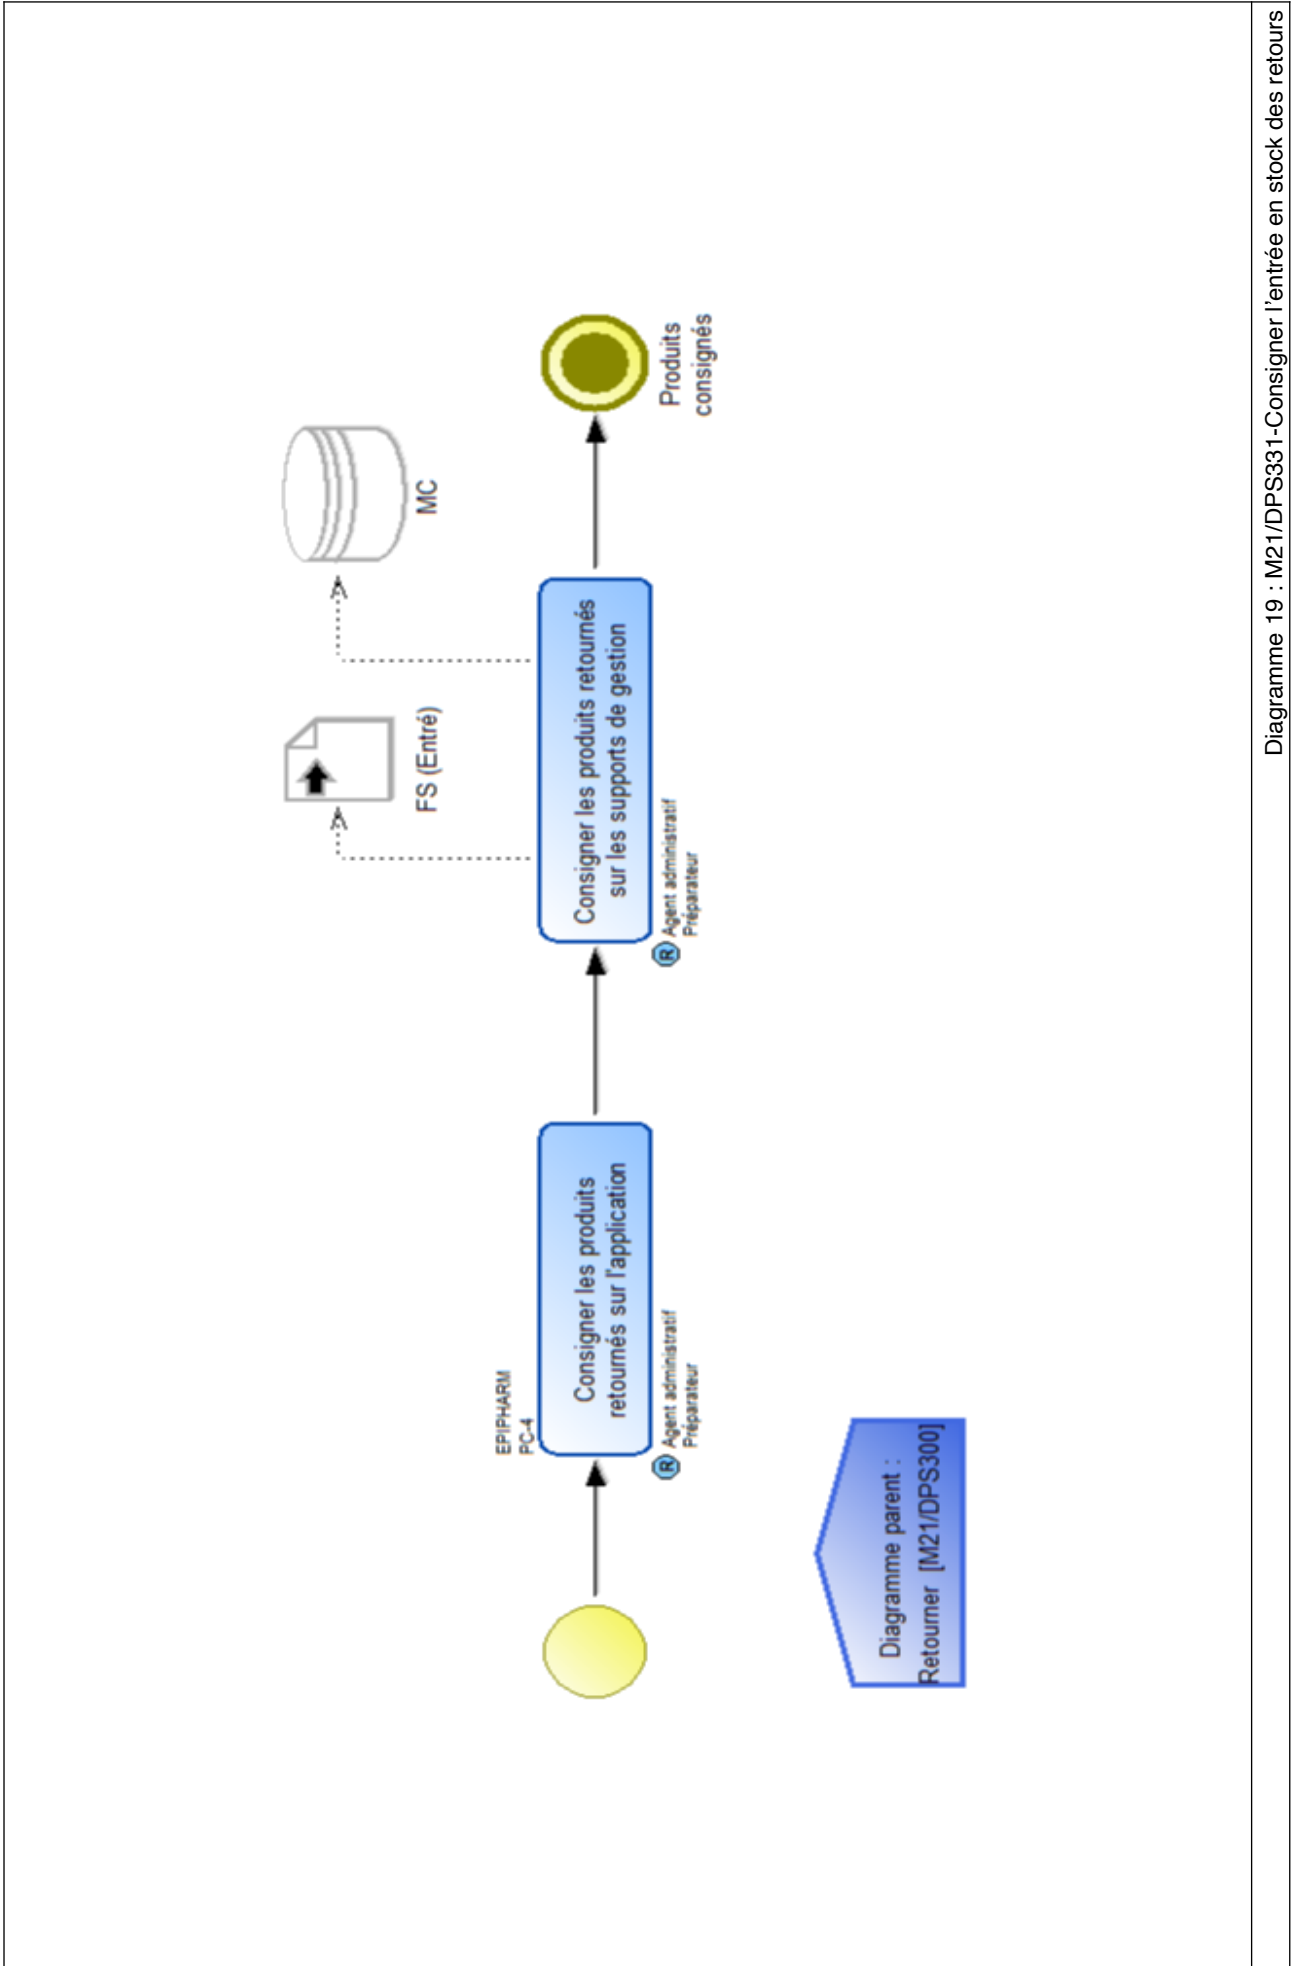 EPIPHARM
PC-4
Consigner les produits
retournés sur l'application
R
Agent administratif
Préparateur
FS (Entré)
MC
Consigner les produits retournés
sur les supports de gestion
R
Agent administratif
Préparateur
Produits
consignés
Diagramme parent :
Retourner [M21/DPS300]
Diagramme 19 : M21/DPS331-Consigner l'entrée en stock des retours